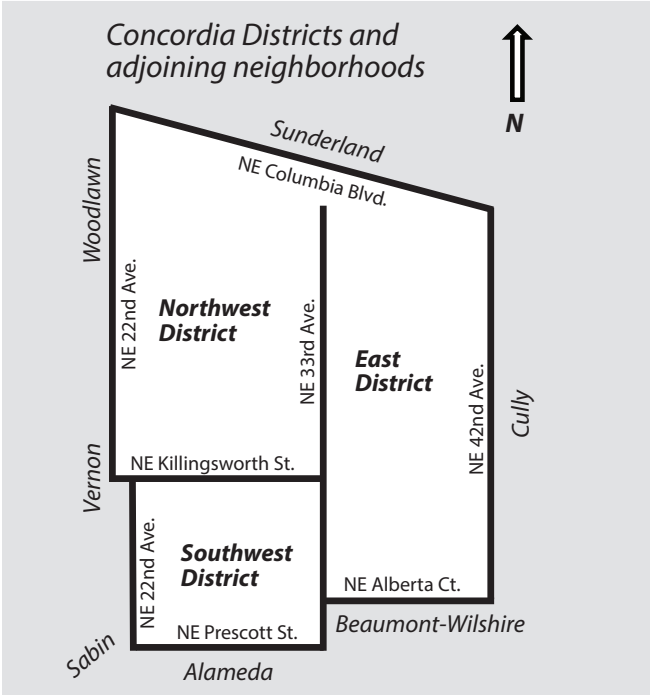 Concordia Districts and
adjoining neighborhoods
N
Sunderland
NE Columbia Blvd.
Woodlawn
NE 22nd Ave.
Northwest
District
NE 33rd Ave.
East
District
NE 42nd Ave.
Cully
Vernon
NE Killingsworth St.
NE 22nd Ave.
Southwest
District
NE Alberta Ct.
NE Prescott St.
Beaumont-Wilshire
Sabin
Alameda